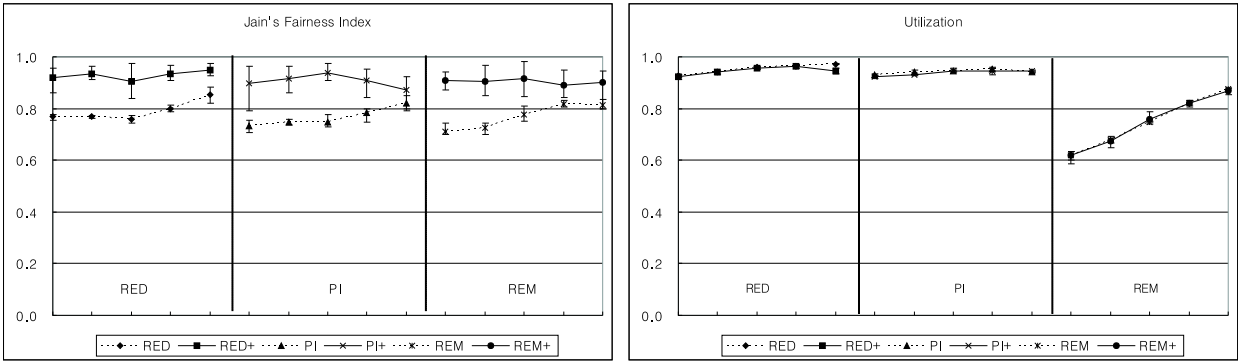 Jain's Fairness Index
1.0
0.8
0.6
0.4
0.2
0.0
RED PI REM
RED RED+ PI PI+ REM REM+
Utilization
1.0
0.8
0.6
0.4
0.2
0.0
RED PI REM
RED RED+ PI PI+ REM REM+